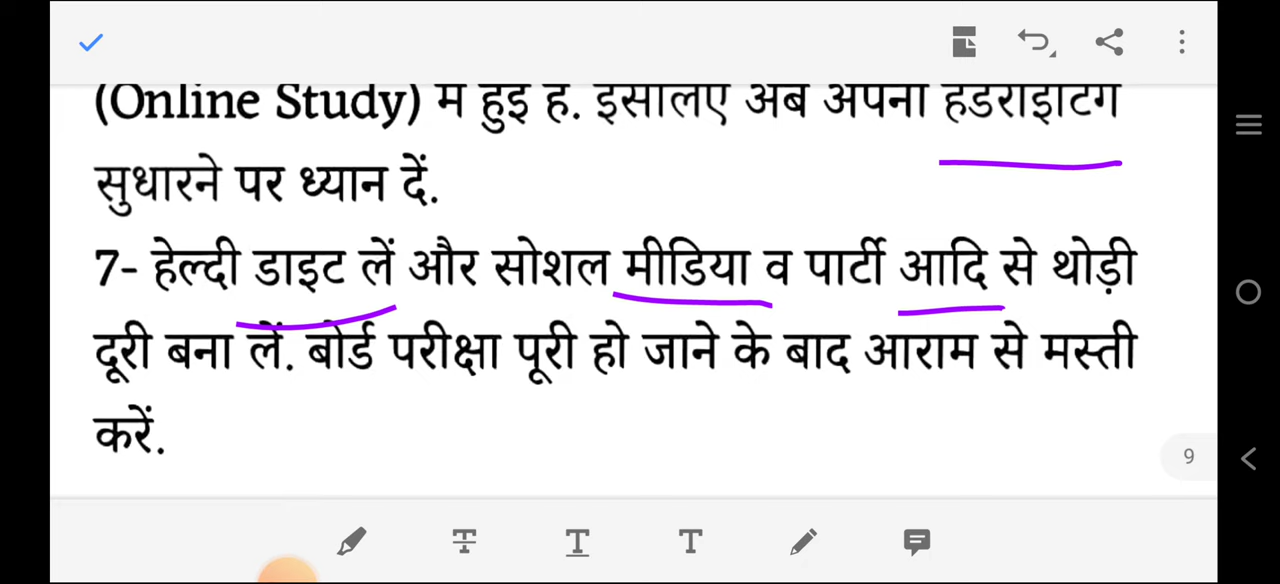 (Online Study) में हुई है. इसलिए अब अपनी हैंडराइटिंग
सुधारने पर ध्यान दें.
7- हेल्दी डाइट लें और सोशल मीडिया व पार्टी आदि से थोड़ी
दूरी बना लें. बोर्ड परीक्षा पूरी हो जाने के बाद आराम से मस्ती
करें.
9
T T T